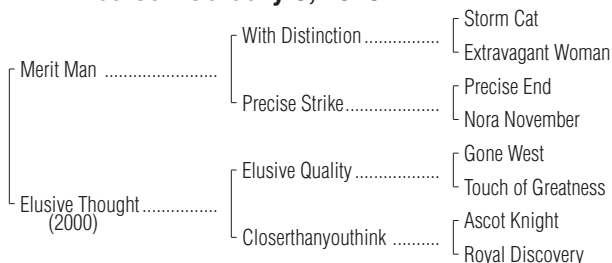 Storm Cat
With Distinction ....................
Extravagant Woman
Merit Man ..............................
Precise End
Precise Strike.........................
Nora November
Gone West
Elusive Quality ......................
Touch of Greatness
Elusive Thought ....................
(2000)
Ascot Knight
Closerthanyouthink ............
Royal Discovery